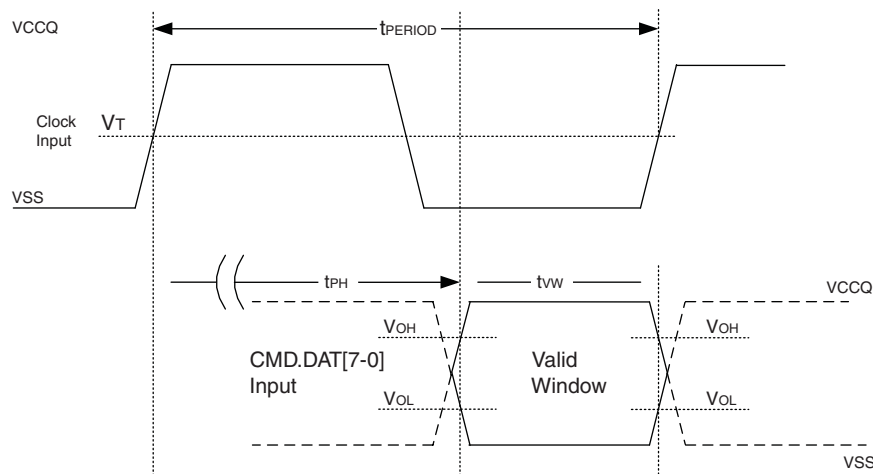 VCCQ
tPERIOD
Clock
Input
VT
VSS
tPH
tVW
VCCQ
VOH
VOH
CMD.DAT[7-0]
Input
Valid
Window
VOL
VOL
VSS